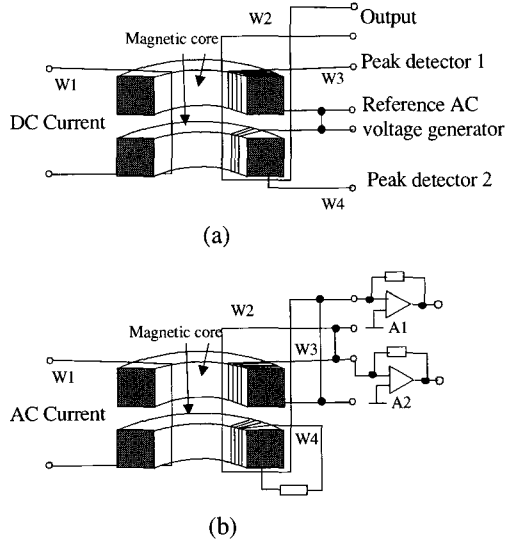 W2
Output
Magnetic core
W1
W3
Peak detector 1
DC Current
Reference AC
voltage generator
W4
Peak detector 2
(a)
W2
A1
Magnetic core
W1
W3
A2
AC Current
W4
(b)